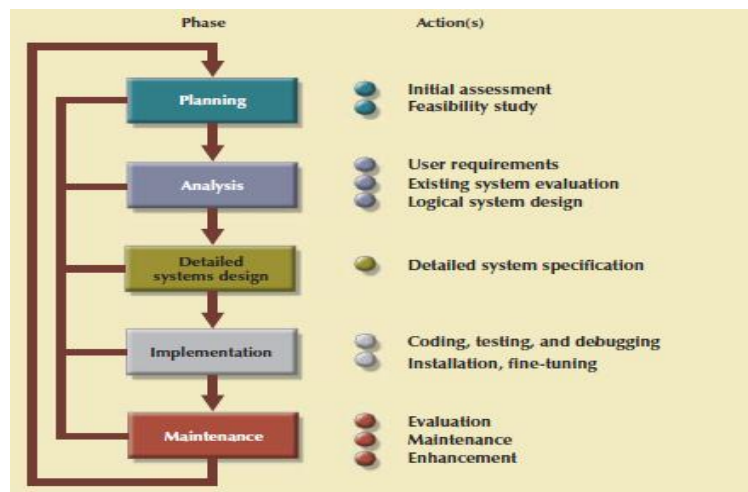 Phase
Action(s)
Planning
Initial assessment
Feasibility study
Analysis
User requirements
Existing system evaluation
Logical system design
Detailed
systems design
Detailed system specification
Implementation
Coding, testing, and debugging
Installation, fine-tuning
Maintenance
Evaluation
Maintenance
Enhancement